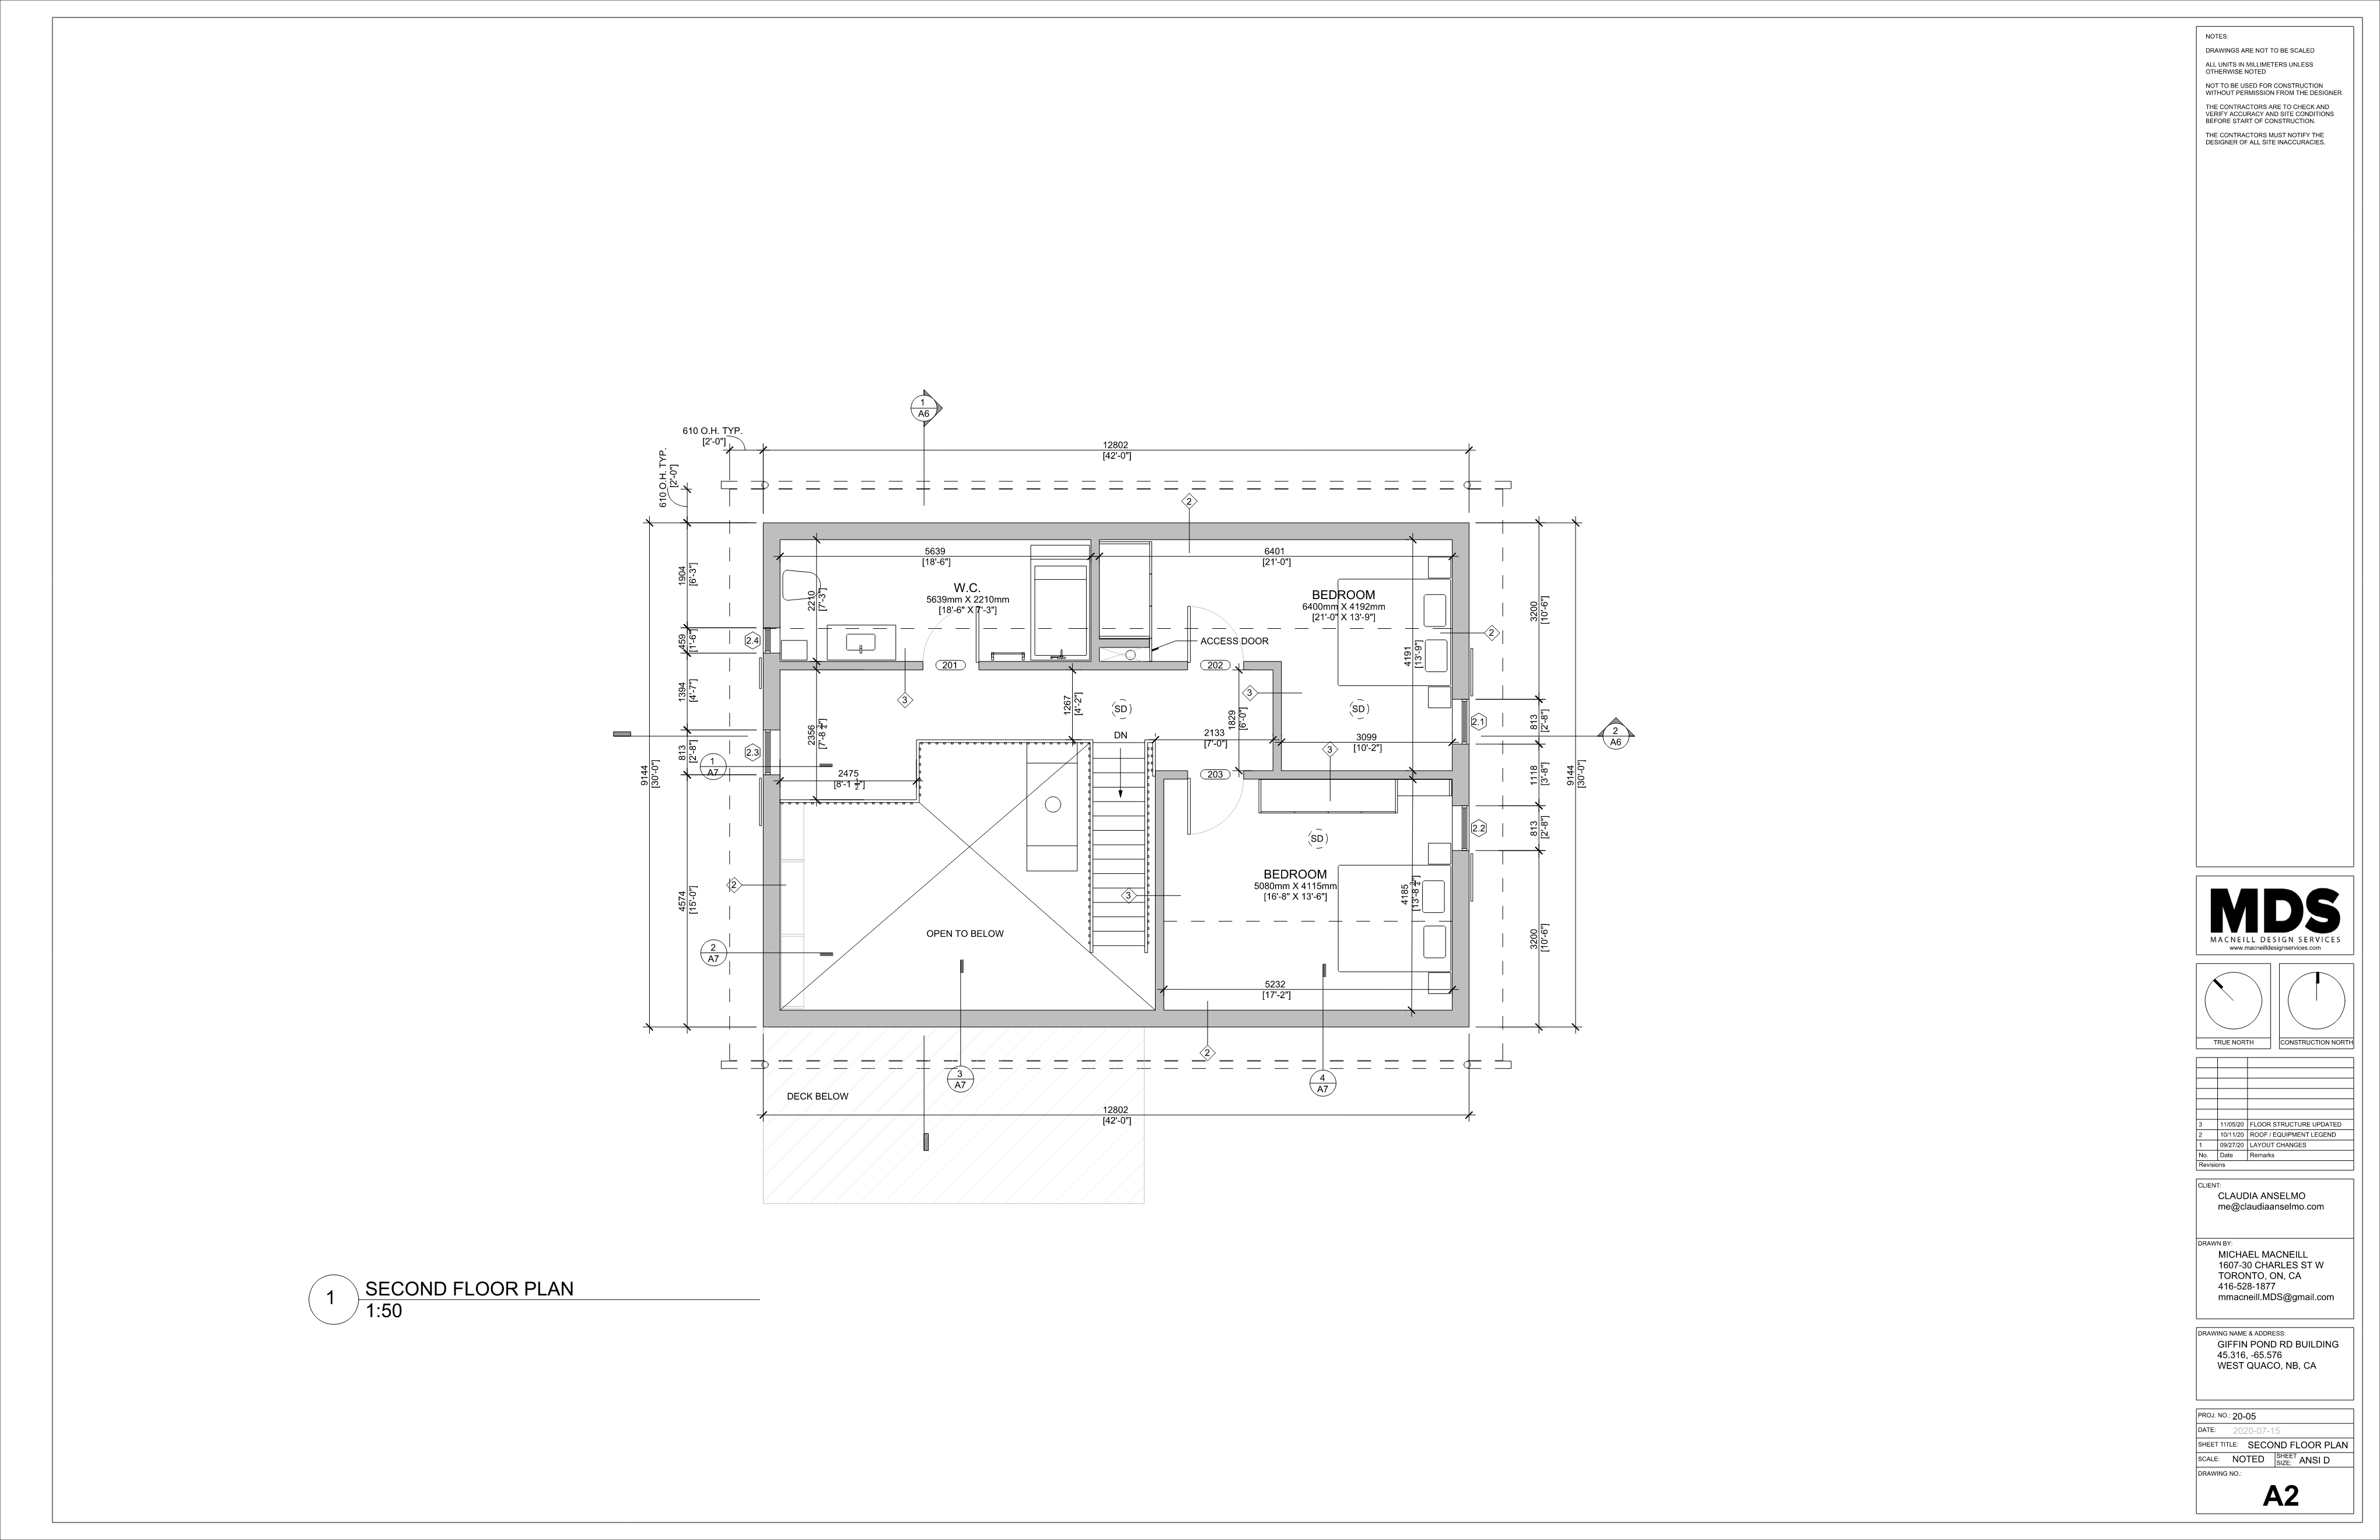 NOTES:
DRAWINGS ARE NOT TO BE SCALED
ALL UNITS IN MILLIMETERS UNLESS
OTHERWISE NOTED
NOT TO BE USED FOR CONSTRUCTION
WITHOUT PERMISSION FROM THE DESIGNER
THE CONTRACTORS ARE TO CHECK AND
VERIFY ACCURACY AND SITE CONDITIONS
BEFORE START OF CONSTRUCTION.
THE CONTRACTORS MUST NOTIFY THE
DESIGNER OF ALL SITE INACCURACIES.
1
A6
610 O.H. TYP.
[2'-0"]
12802
[42'-0"]
610 O.H. TYP.
[2'-0"]
2
5639
[18'-6"]
6401
[21'-0"]
1904
[6'-3"]
2210
[7'-3"]
W.C.
5639mm X 2210mm
[18'-6" X 7'-3"]
BEDROOM
6400mm X 4192mm
[21'-0" X 13'-9"]
3200
[10'-6"]
459
[1'-6"]
2.4
ACCESS DOOR
2
4191
[13'-9"]
201
202
1394
[4'-7"]
3
1267
[4'-2"]
SD
1829
[6'-0"]
3
SD
2356
[7'-8 3/4"]
DN
2133
[7'-0"]
3099
[10'-2"]
3
2.1
813
[2'-8"]
2
A6
813
[2'-8"]
2.3
1
A7
9144
[30'-0"]
2475
[8'-1 1/2"]
203
1118
[3'-8"]
9144
[30'-0"]
SD
2.2
813
[2'-8"]
2
4574
[15'-0"]
3
BEDROOM
5080mm X 4115mm
[16'-8" X 13'-6"]
4185
[13'-8 3/4"]
OPEN TO BELOW
3200
[10'-6"]
2
A7
5232
[17'-2"]
2
3
A7
4
A7
DECK BELOW
12802
[42'-0"]
1
SECOND FLOOR PLAN
1:50
MDS
MACNEILL DESIGN SERVICES
www.macneilldesignservices.com
TRUE NORTH
CONSTRUCTION NORTH
3 11/05/20 FLOOR STRUCTURE UPDATED
2 10/11/20 ROOF / EQUIPMENT LEGEND
1 09/27/20 LAYOUT CHANGES
No. Date Remarks
Revisions
CLIENT:
CLAUDIA ANSELMO
me@claudiaanselmo.com
DRAWN BY:
MICHAEL MACNEILL
1607-30 CHARLES ST W
TORONTO, ON, CA
416-528-1877
mmacneill.MDS@gmail.com
DRAWING NAME & ADDRESS:
GIFFIN POND RD BUILDING
45.316, -65.576
WEST QUACO, NB, CA
PROJ. NO.: 20-05
DATE: 2020-07-15
SHEET TITLE: SECOND FLOOR PLAN
SCALE: NOTED SHEET SIZE: ANSI D
DRAWING NO.:
A2